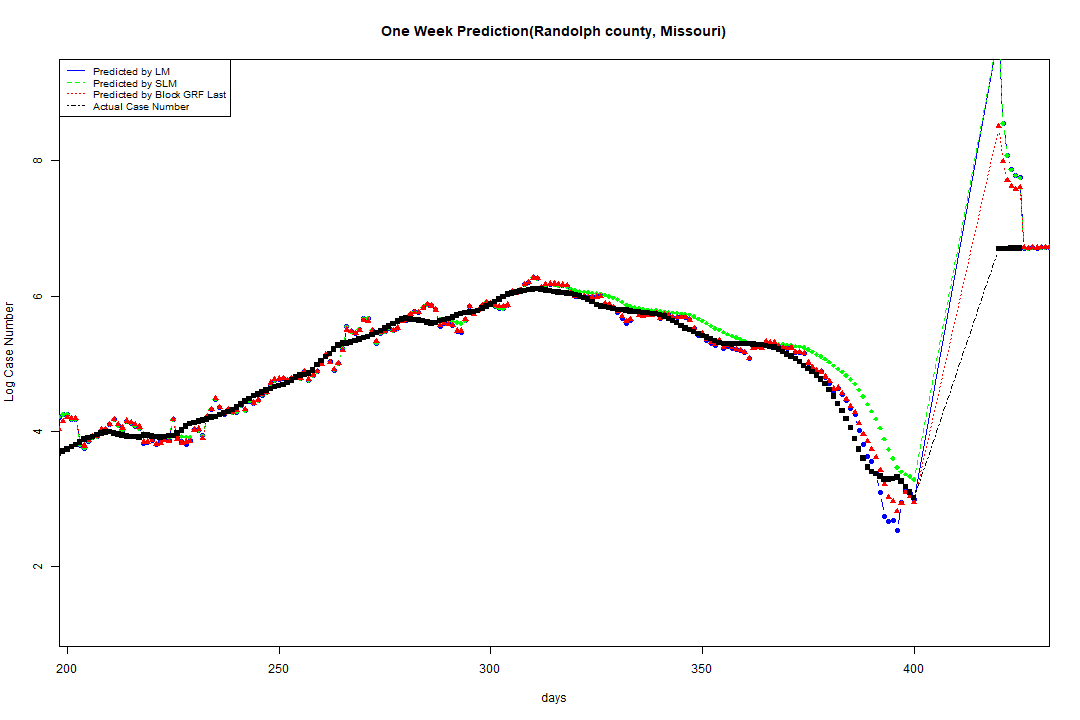 One Week Prediction(Randolph county, Missouri)
Predicted by LM
Predicted by SLM
Predicted by Block GRF Last
Actual Case Number
8
6
4
2
Log Case Number
200 250 300 350 400
days